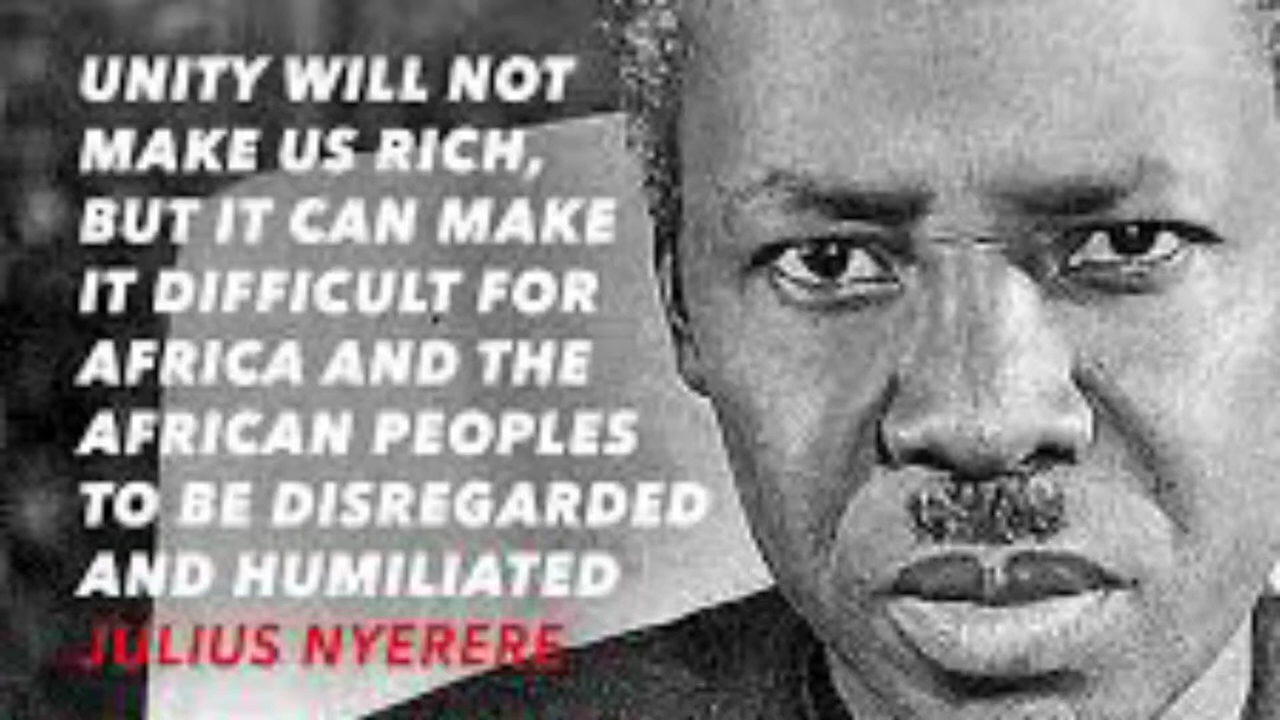 UNITY WILL NOT
MAKE US RICH,
BUT IT CAN MAKE
IT DIFFICULT FOR
AFRICA AND THE
AFRICAN PEOPLES
TO BE DISREGARDED
AND HUMILIATED
JULIUS NYERERE